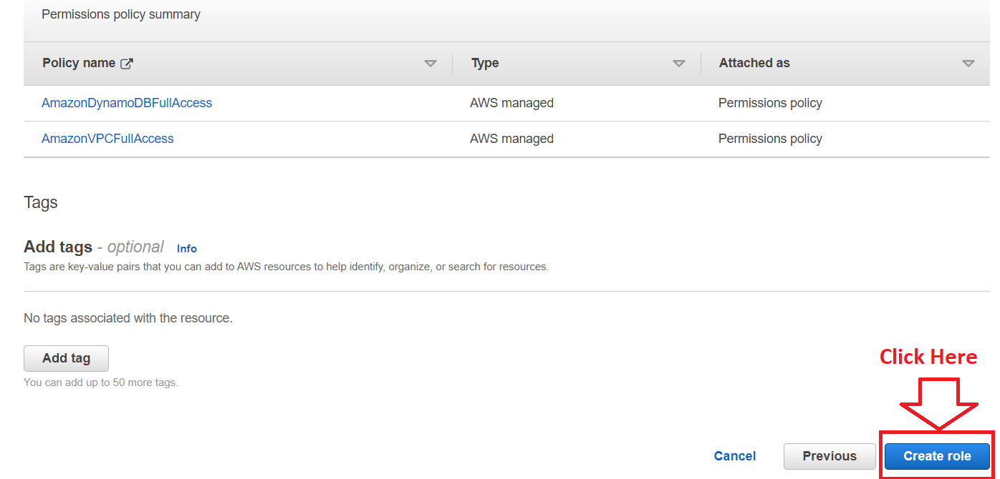 Permissions policy summary
Policy name Type Attached as
AmazonDynamoDBFullAccess AWS managed Permissions policy
AmazonVPCFullAccess AWS managed Permissions policy
Tags
Add tags - optional Info
Tags are key-value pairs that you can add to AWS resources to help identify, organize, or search for resources.
No tags associated with the resource.
Add tag
You can add up to 50 more tags.
Click Here
Cancel Previous Create role